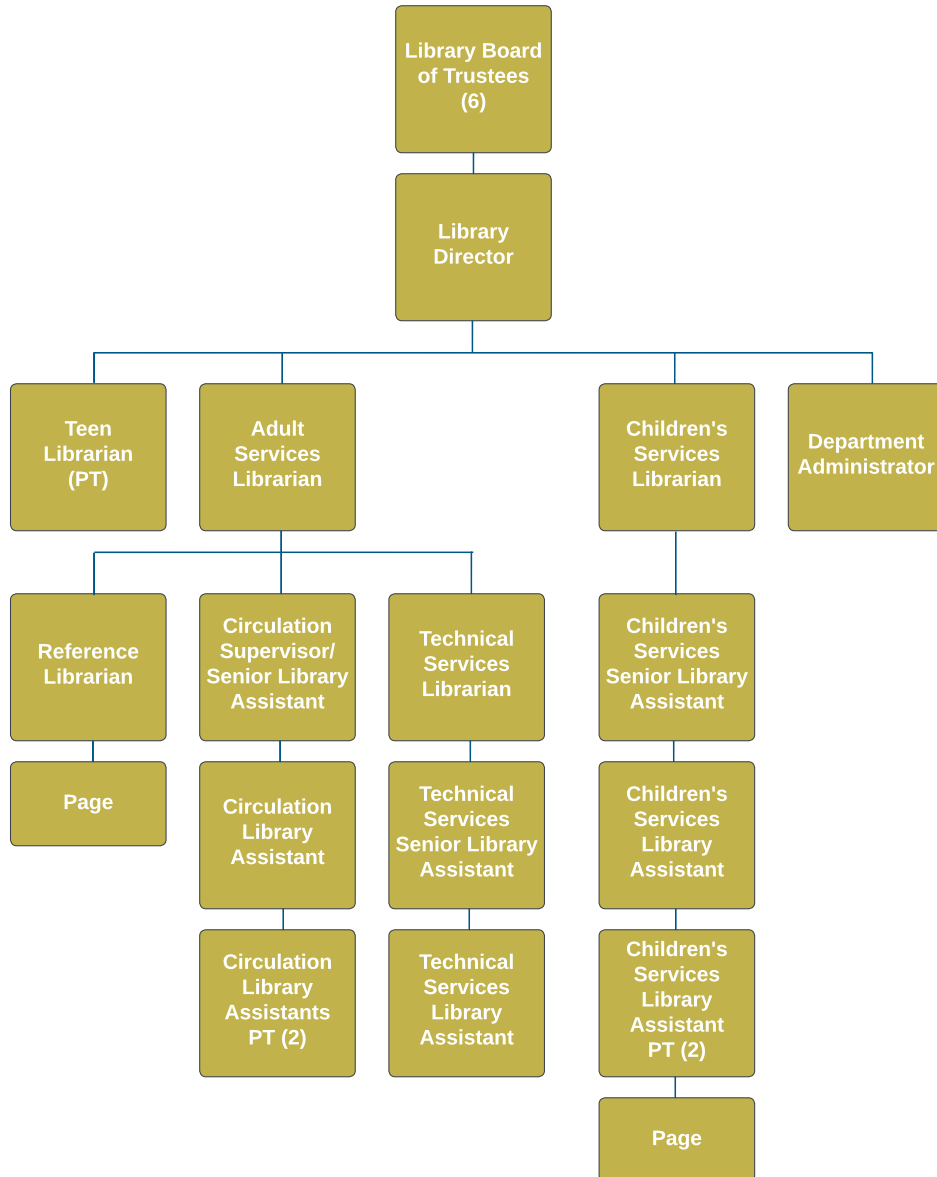 Library Board
of Trustees
(6)
Library
Director
Teen
Librarian
(PT)
Adult
Services
Librarian
Children's
Services
Librarian
Department
Administrator
Reference
Librarian
Circulation
Supervisor/
Senior Library
Assistant
Technical
Services
Librarian
Children's
Services
Senior Library
Assistant
Page
Circulation
Library
Assistant
Technical
Services
Senior Library
Assistant
Children's
Services
Library
Assistant
Circulation
Library
Assistants
PT (2)
Technical
Services
Library
Assistant
Children's
Services
Library
Assistant
PT (2)
Page